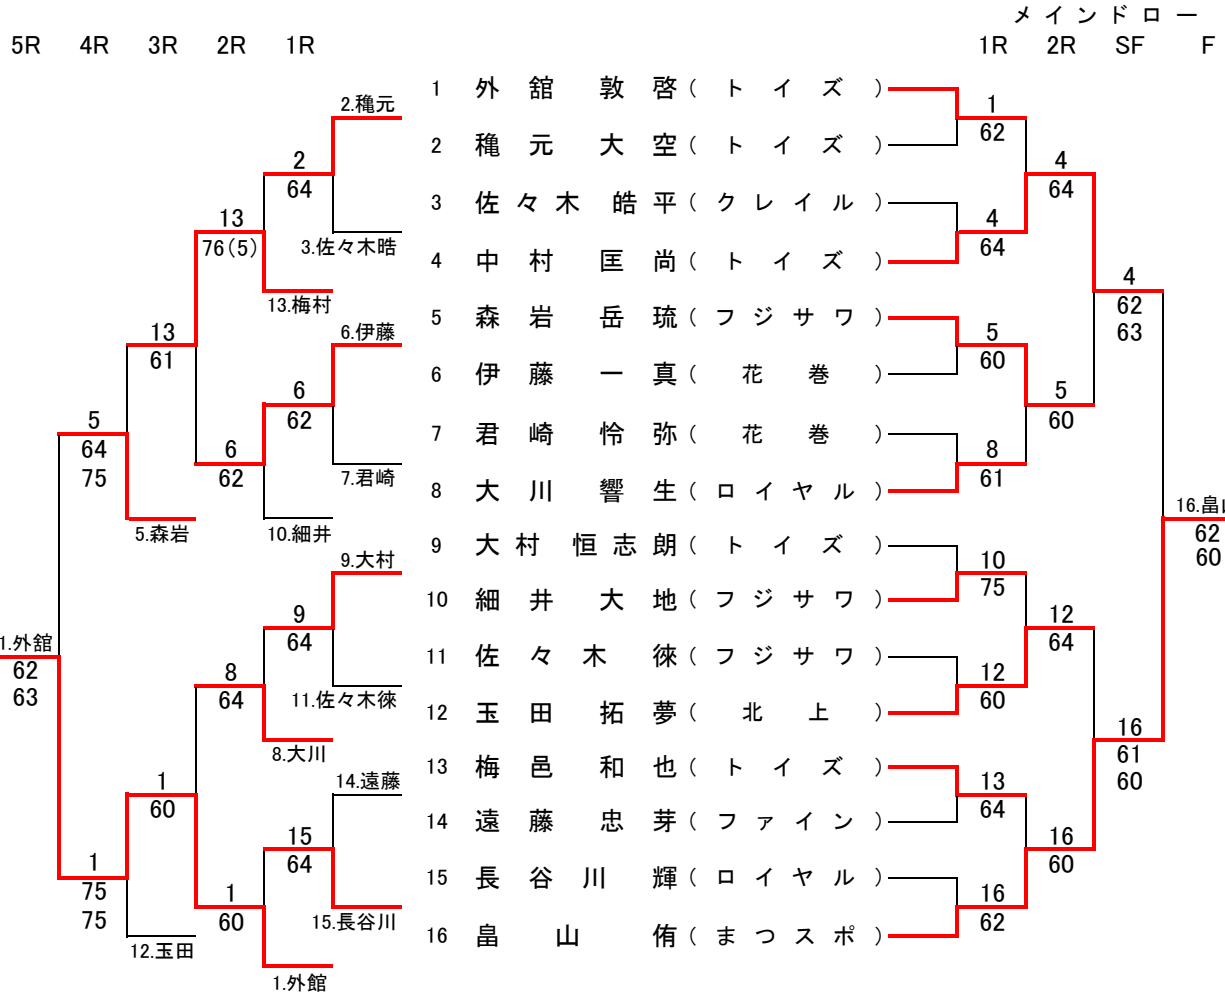 メインドロー
5R 4R 3R 2R 1R 1R 2R SF F
1 外舘 敦啓(トイズ)
2 穐元 大空(トイズ)
3 佐々木 皓平(クレイル)
4 中村 匡尚(トイズ)
5 森岩 岳琉(フジサワ)
6 伊藤 一真(花巻)
7 君崎 怜弥(花巻)
8 大川 響生(ロイヤル)
9 大村 恒志朗(トイズ)
10 細井 大地(フジサワ)
11 佐々木 徠(フジサワ)
12 玉田 拓夢(北上)
13 梅邑 和也(トイズ)
14 遠藤 忠芽(ファイン)
15 長谷川 輝(ロイヤル)
16 畠山 侑(まつスポ)
2.穐元
2
64
3.佐々木晧
13
76(5)
13.梅村
13
61
6.伊藤
6
62
7.君崎
6
62
10.細井
5
64
75
5.森岩
9.大村
9
64
11.佐々木徠
8
64
8.大川
1.外舘
62
63
1
60
14.遠藤
15
64
15.長谷川
1
60
1.外館
1
75
75
12.玉田
1
62
4
64
4
64
5
60
5
60
8
61
4
62
63
10
75
12
64
12
60
13
64
16
60
16
62
16
61
60
16.畠
62
60